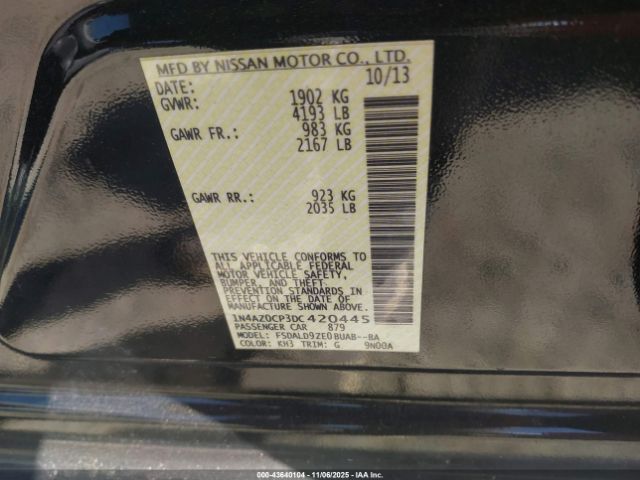 MFD BY NISSAN MOTOR CO., LTD.
DATE: 10/13
GVWR: 1902 KG
4193 LB
GAWR FR: 983 KG
2167 LB
GAWR RR: 923 KG
2035 LB
THIS VEHICLE CONFORMS TO
ALL APPLICABLE FEDERAL
MOTOR VEHICLE SAFETY,
BUMPER, AND THEFT
PREVENTION STANDARDS IN
EFFECT ON THE DATE OF
MANUFACTURE SHOWN ABOVE.
1N4AZ0CP3DC420445
PASSENGER CAR 879
MODEL: FSDALD9ZE0BUAB--BA
COLOR: KH3 TRIM: G 9N00A
000-43640104 - 11/06/2025 - IAA Inc.